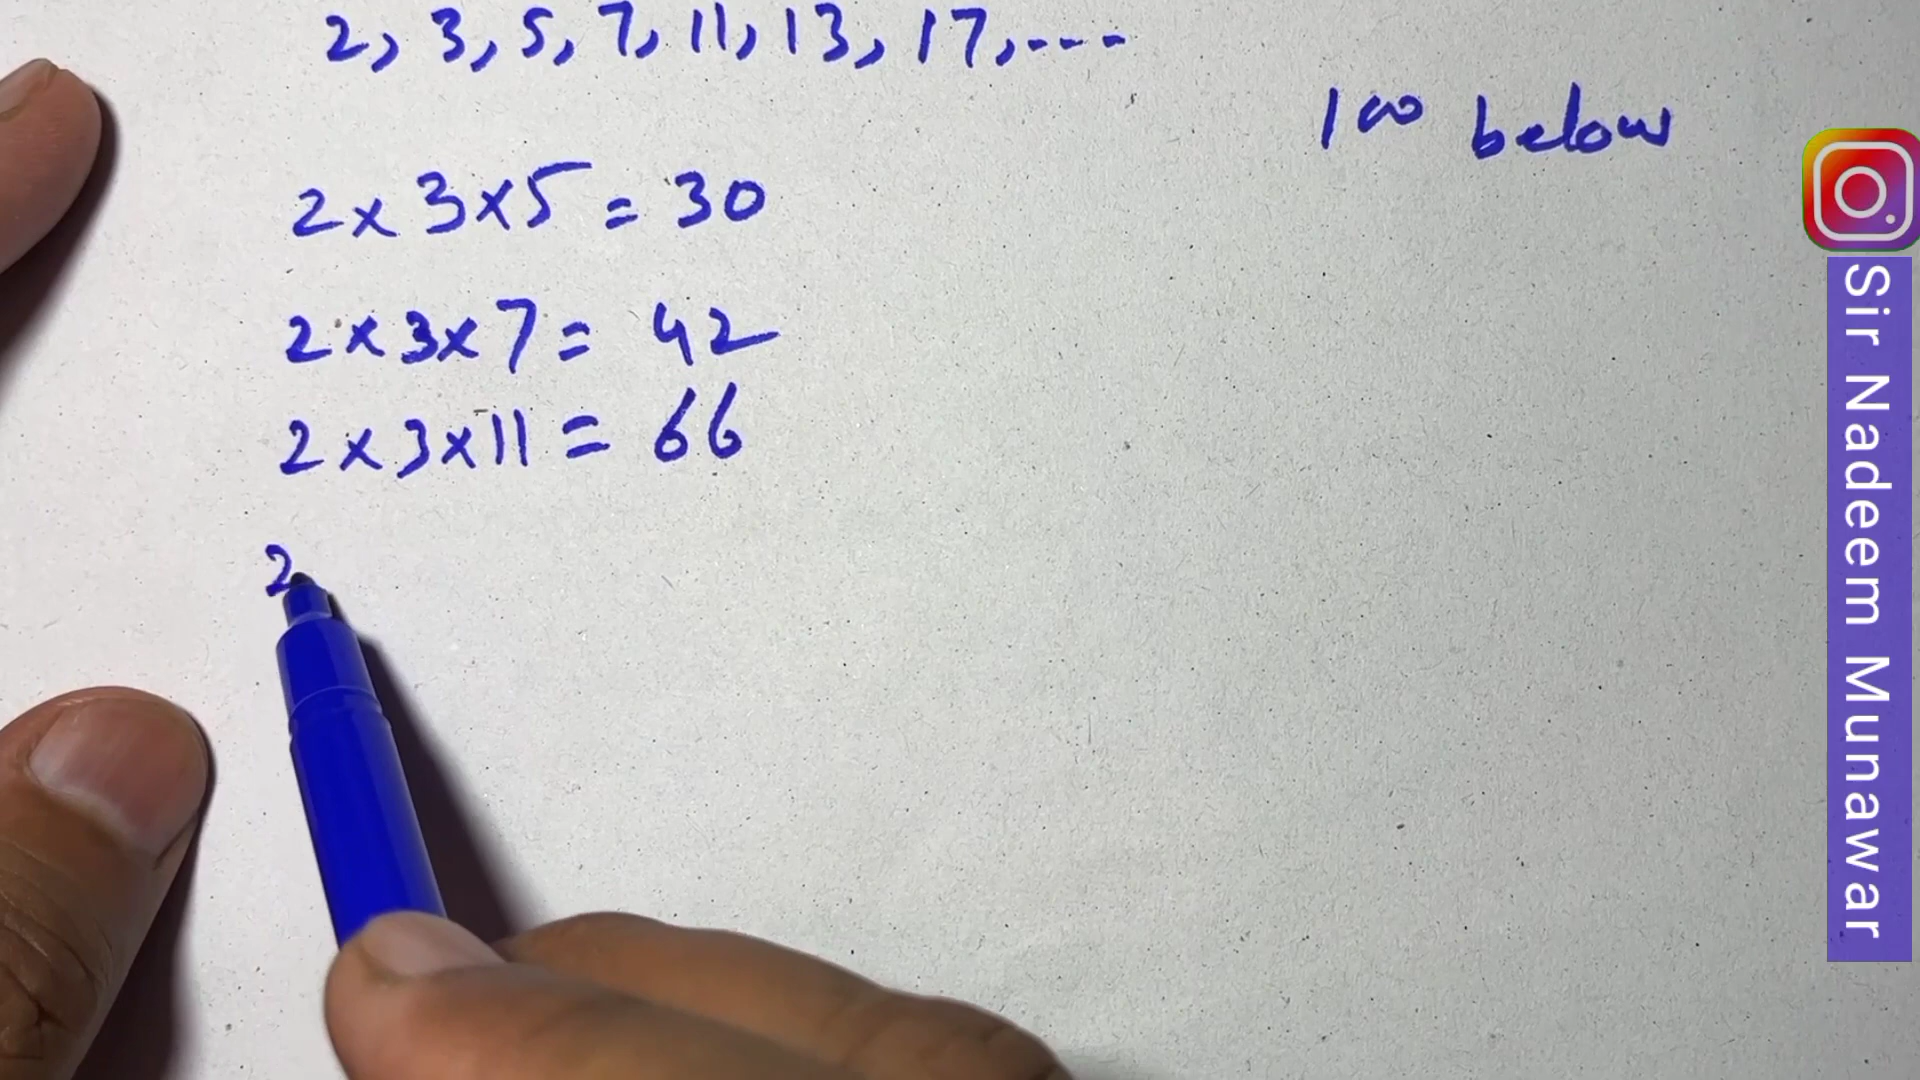 2, 3, 5, 7, 11, 13, 17, ----
100 below
2 x 3 x 5 = 30
2 x 3 x 7 = 42
2 x 3 x 11 = 66
2
Sir Nadeem Munawar